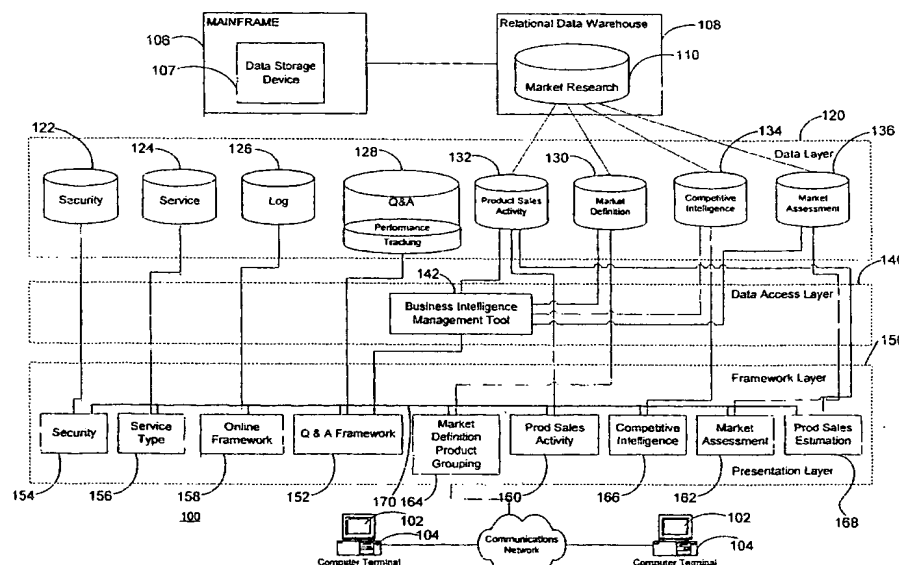 MAINFRAME
106
107
Data Storage
Device
Relational Data Warehouse
108
110
Market Research
120
Data Layer
122
124
126
128
132
130
134
136
Security
Service
Log
Q&A
Performance
Tracking
Product Sales
Activity
Market
Definition
Competitive
Intelligence
Market
Assessment
142
Business Intelligence
Management Tool
Data Access Layer
Framework Layer
Security
Service
Type
Online
Framework
Q & A Framework
Market
Definition
Product
Grouping
Prod Sales
Activity
Competitive
Intelligence
Market
Assessment
Prod Sales
Estimation
Presentation Layer
154
156
158
152
170
164
160
166
162
168
100
102
104
Computer Terminal
Communications
Network
102
104
Computer Terminal